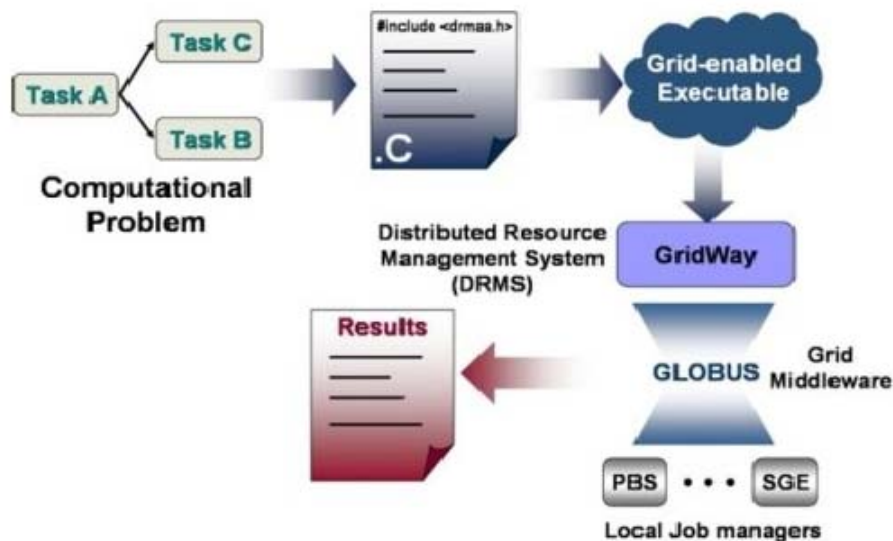 Task C
Task A
Task B
Computational
Problem
#include <drmaa.h>
.C
Grid-enabled
Executable
Distributed Resource
Management System
(DRMS)
GridWay
Results
GLOBUS
Grid
Middleware
PBS
SGE
Local Job managers